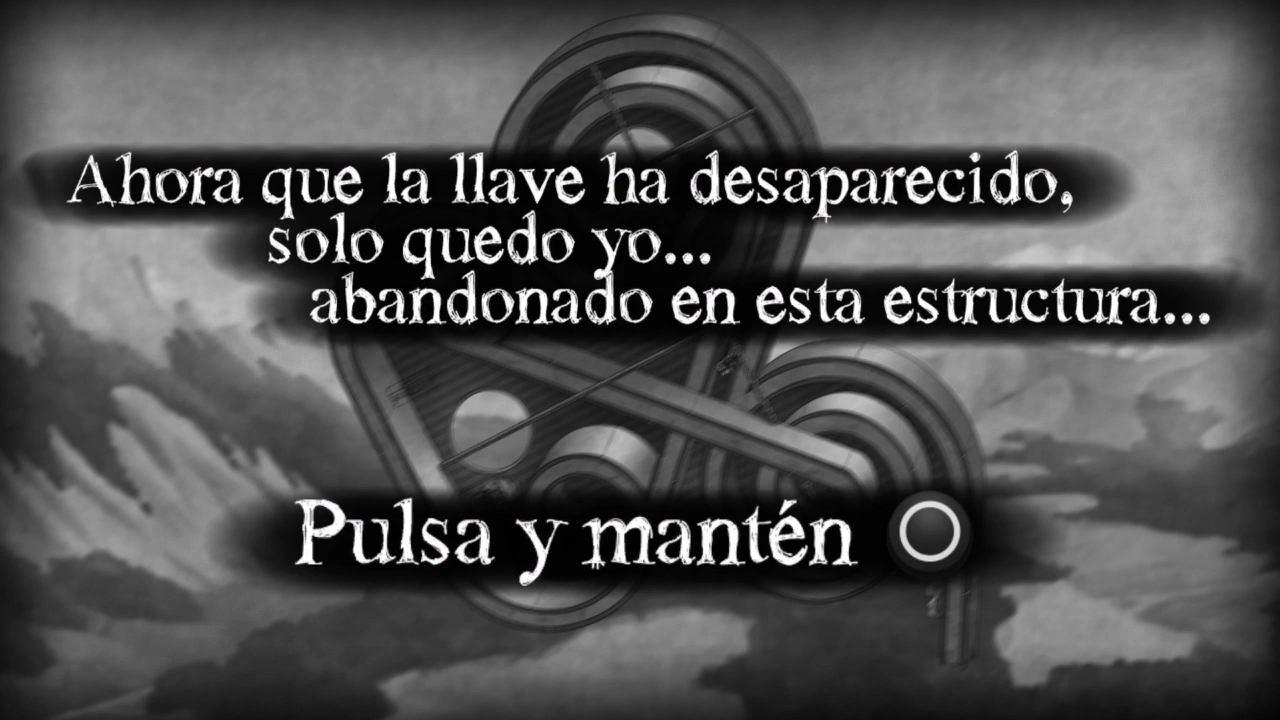 Ahora que la llave ha desaparecido,
solo quedo yo...
abandonado en esta estructura...
Pulsa y mantén